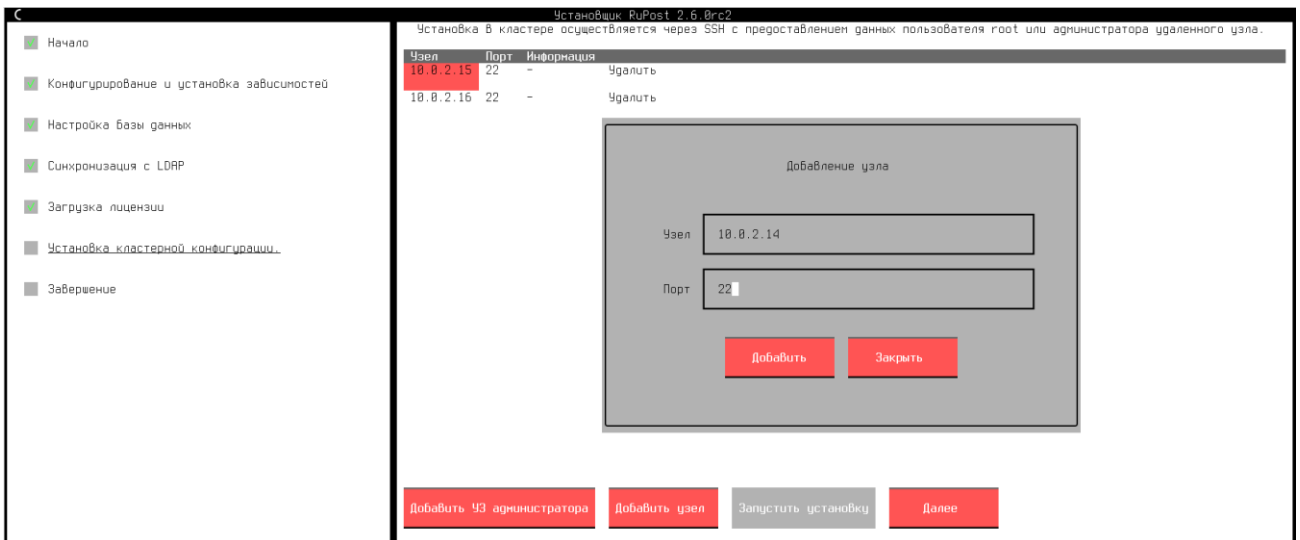 Установщик RuPost 2.6.0rc2
Начало
Конфигурирование и установка зависимостей
Настройка базы данных
Синхронизация с LDAP
Загрузка лицензии
Установка кластерной конфигурации.
Завершение
Установка в кластере осуществляется через SSH с предоставлением данных пользователя root или администратора удаленного узла.
Узел Порт Информация
10.0.2.15 22 - Удалить
10.0.2.16 22 - Удалить
Добавление узла
Узел 10.0.2.14
Порт 22
Добавить Закрыть
Добавить УЗ администратора Добавить узел Запустить установку Далее